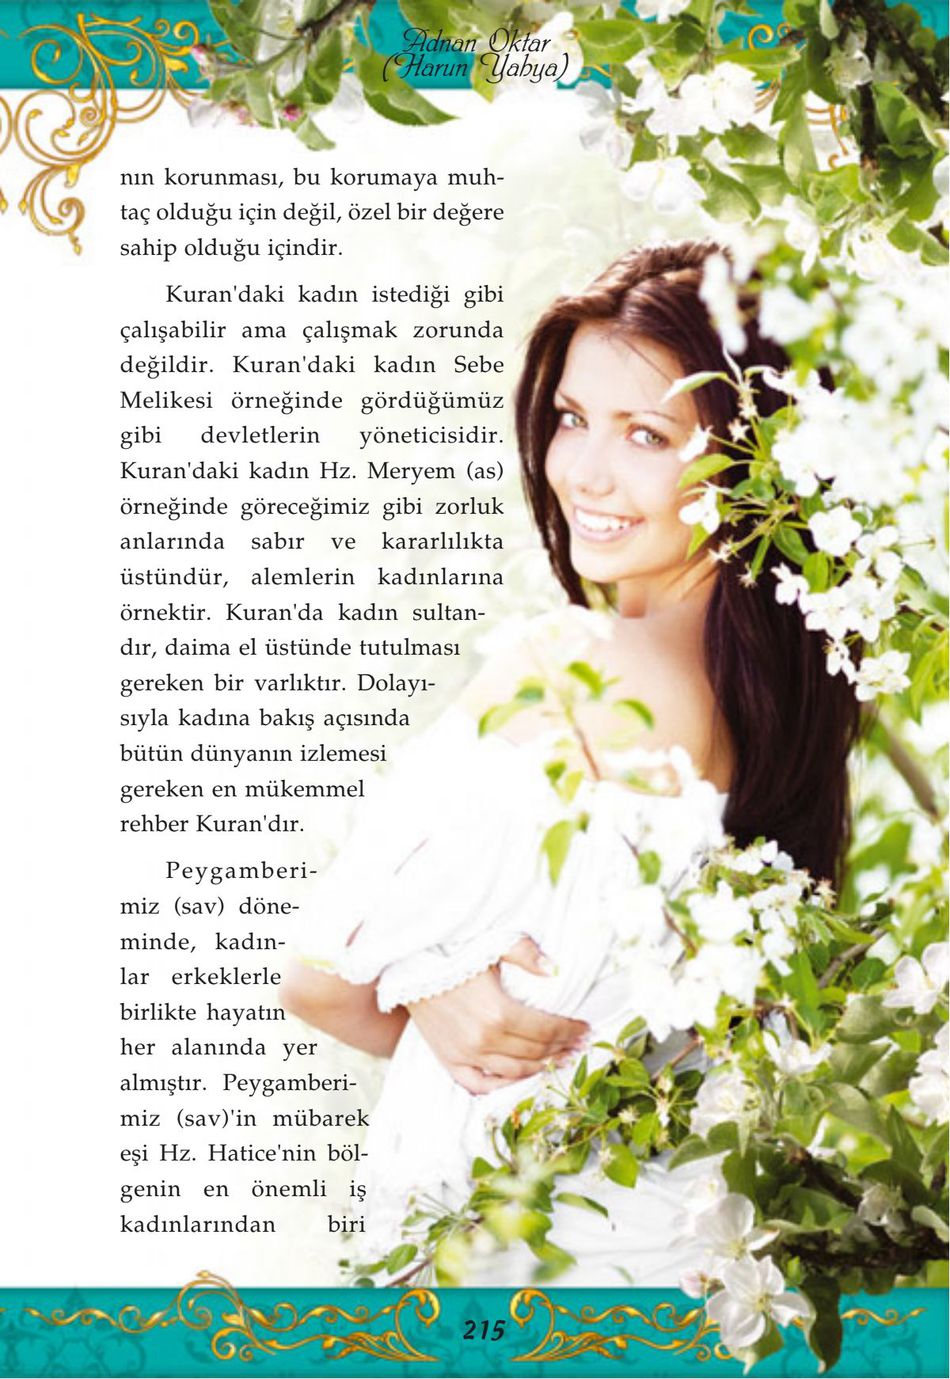 Adnan Oktar
(Harun Yahya)
nın korunması, bu korumaya muh-
taç olduğu için değil, özel bir değere
sahip olduğu içindir.
Kuran'daki kadın istediği gibi
çalışabilir ama çalışmak zorunda
değildir. Kuran'daki kadın Sebe
Melikesi örneğinde gördüğümüz
gibi devletlerin yöneticisidir.
Kuran'daki kadın Hz. Meryem (as)
örneğinde göreceğimiz gibi zorluk
anlarında sabır ve kararlılıkta
üstündür, alemlerin kadınlarına
örnektir. Kuran'da kadın sultan-
dır, daima el üstünde tutulması
gereken bir varlıktır. Dolayı-
sıyla kadına bakış açısında
bütün dünyanın izlemesi
gereken en mükemmel
rehber Kuran'dır.
Peygamberi-
miz (sav) döne-
minde, kadın-
lar erkeklerle
birlikte hayatın
her alanında yer
almıştır. Peygamberi-
miz (sav)'in mübarek
eşi Hz. Hatice'nin böl-
genin en önemli iş
kadınlarından biri
215